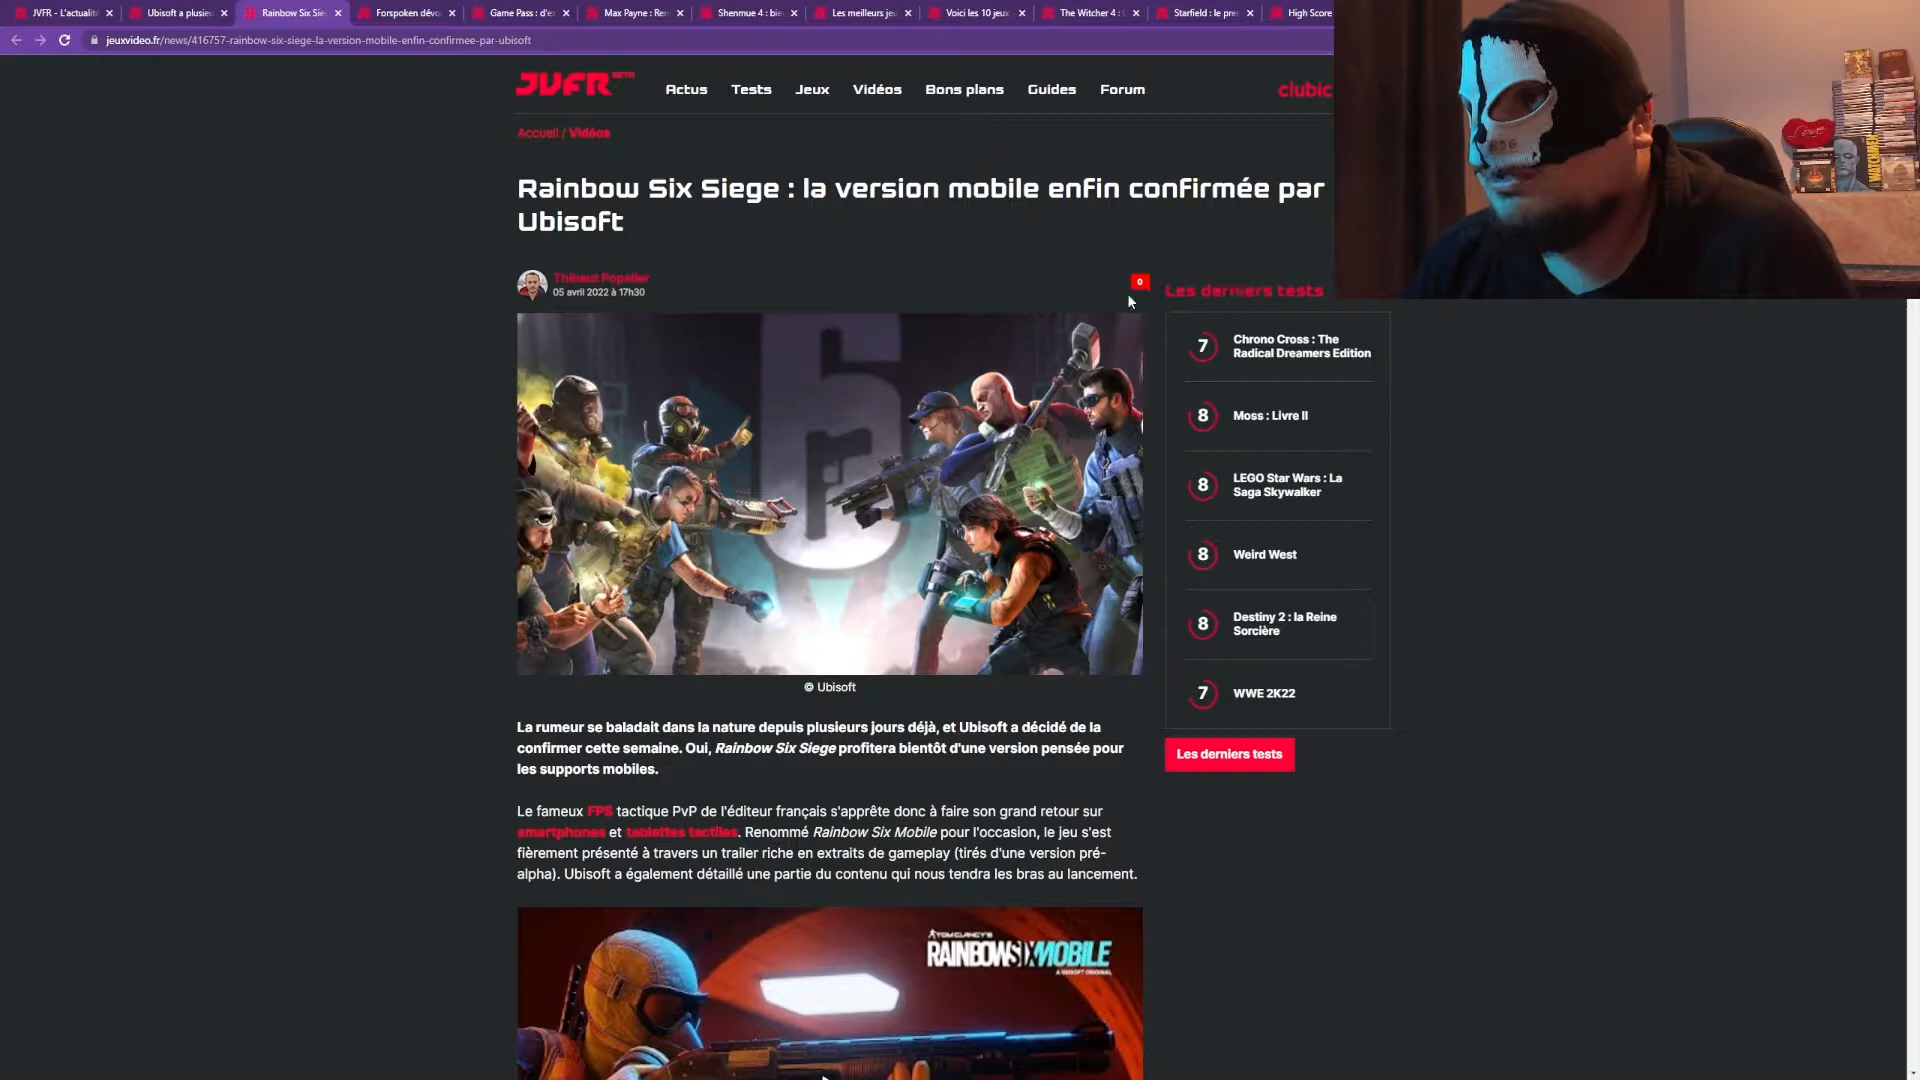 JVFR - L'actualit
Ubisoft a plusie
Rainbow Six Sie
Forspoken dévo
Game Pass : d'e
Max Payne : Re
Shenmue 4 : bie
Les meilleurs je
Voici les 10 jeux
The Witcher 4 :
Starfield : le pre
High Score
jeuxvideo.fr/news/416757-rainbow-six-siege-la-version-mobile-enfin-confirmee-par-ubisoft
JVFR BETA
Actus Tests Jeux Vidéos Bons plans Guides Forum
clubic
Accueil / Vidéos
Rainbow Six Siege : la version mobile enfin confirmée par
Ubisoft
Thibaut Popelier
05 avril 2022 à 17h30
0
Les derniers tests
7 Chrono Cross : The
Radical Dreamers Edition
8 Moss : Livre II
8 LEGO Star Wars : La
Saga Skywalker
8 Weird West
8 Destiny 2 : la Reine
Sorcière
7 WWE 2K22
Les derniers tests
6
© Ubisoft
La rumeur se baladait dans la nature depuis plusieurs jours déjà, et Ubisoft a décidé de la
confirmer cette semaine. Oui, Rainbow Six Siege profitera bientôt d'une version pensée pour
les supports mobiles.
Le fameux FPS tactique PvP de l'éditeur français s'apprête donc à faire son grand retour sur
smartphones et tablettes tactiles. Renommé Rainbow Six Mobile pour l'occasion, le jeu s'est
fièrement présenté à travers un trailer riche en extraits de gameplay (tirés d'une version pré-
alpha). Ubisoft a également détaillé une partie du contenu qui nous tendra les bras au lancement.
TOM CLANCY'S
RAINBOW SIX MOBILE
A UBISOFT ORIGINAL
Love
WATCHMEN